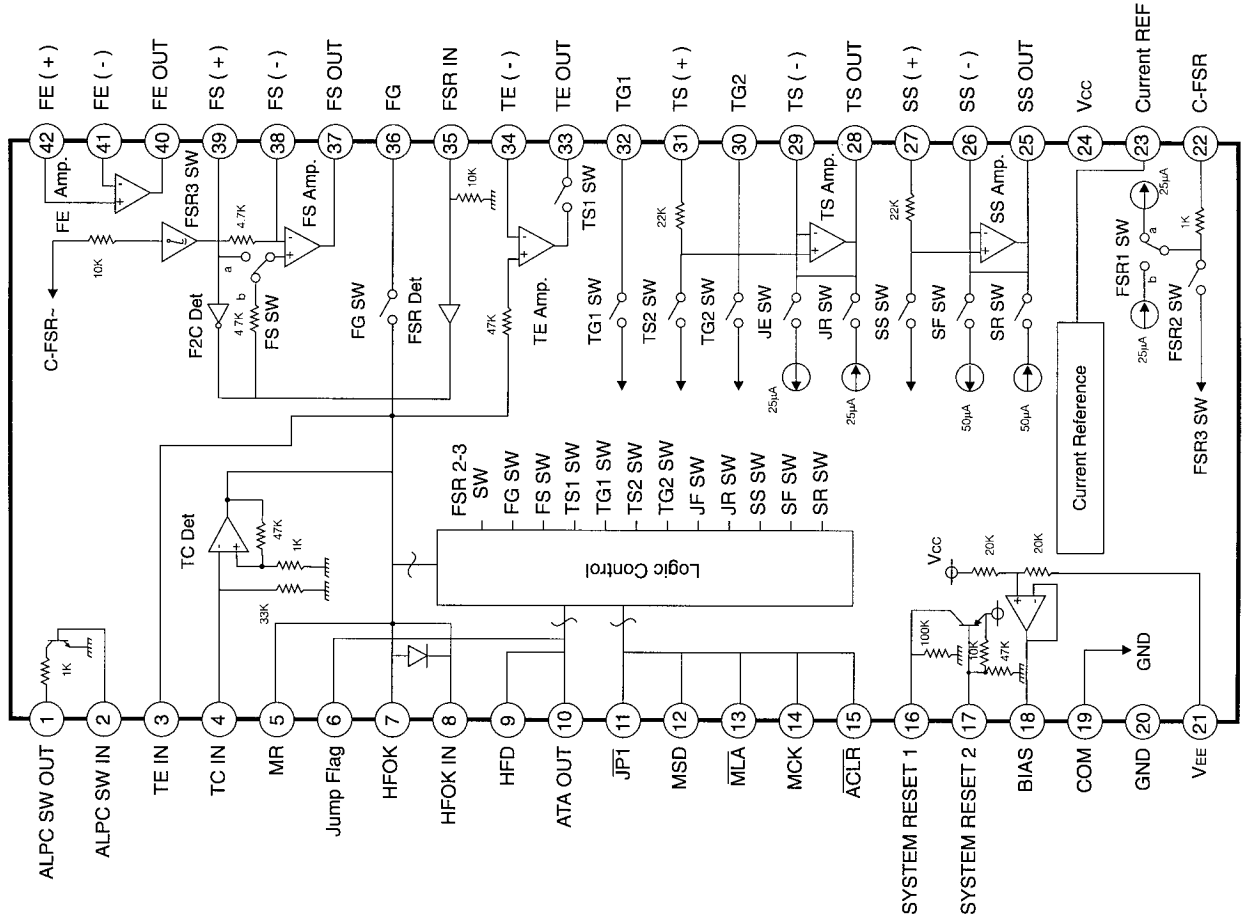 42
FE ( + )
41
FE ( - )
40
FE OUT
39
FS ( + )
38
FS ( - )
37
FS OUT
36
FG
35
FSR IN
34
TE ( - )
33
TE OUT
32
TG1
31
TS ( + )
30
TG2
29
TS ( - )
28
TS OUT
27
SS ( + )
26
SS ( - )
25
SS OUT
24
VCC
23
Current REF
22
C-FSR
FE
Amp.
-
+
C-FSR~
10K
FSR3 SW
4.7K
a
FS Amp.
-
+
F2C Det
4.7K
b
FS SW
FG SW
FSR Det
10K
47K
-
+
TE Amp.
TS1 SW
TG1 SW
TS2 SW
22K
TG2 SW
JE SW
-
+
TS Amp.
25µA
JR SW
25µA
SS SW
22K
SF SW
-
+
SS Amp.
50µA
SR SW
50µA
Current Reference
25µA
FSR1 SW
a
b
25µA
FSR2 SW
1K
FSR3 SW
TC Det
-
+
47K
1K
33K
FSR 2-3
SW
FG SW
FS SW
TS1 SW
TG1 SW
TS2 SW
TG2 SW
JF SW
JR SW
SS SW
SF SW
SR SW
Logic Control
1K
VCC
20K
20K
+
-
100K
10K
47K
GND
1
ALPC SW OUT
2
ALPC SW IN
3
TE IN
4
TC IN
5
MR
6
Jump Flag
7
HFOK
8
HFOK IN
9
HFD
10
ATA OUT
11
JP1
12
MSD
13
MLA
14
MCK
15
ACLR
16
SYSTEM RESET 1
17
SYSTEM RESET 2
18
BIAS
19
COM
20
GND
21
VEE